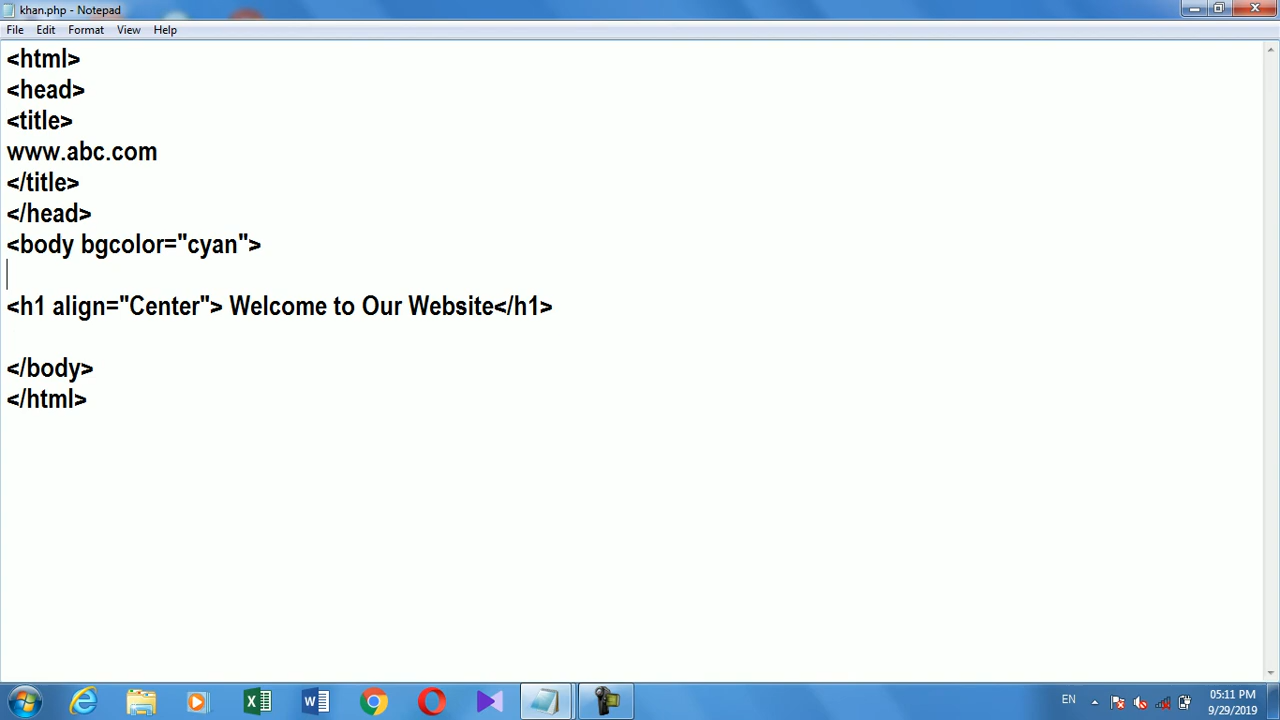 khan.php - Notepad
File Edit Format View Help
<html>
<head>
<title>
www.abc.com
</title>
</head>
<body bgcolor="cyan">
<h1 align="Center"> Welcome to Our Website</h1>
</body>
</html>
EN
05:11 PM
9/29/2019